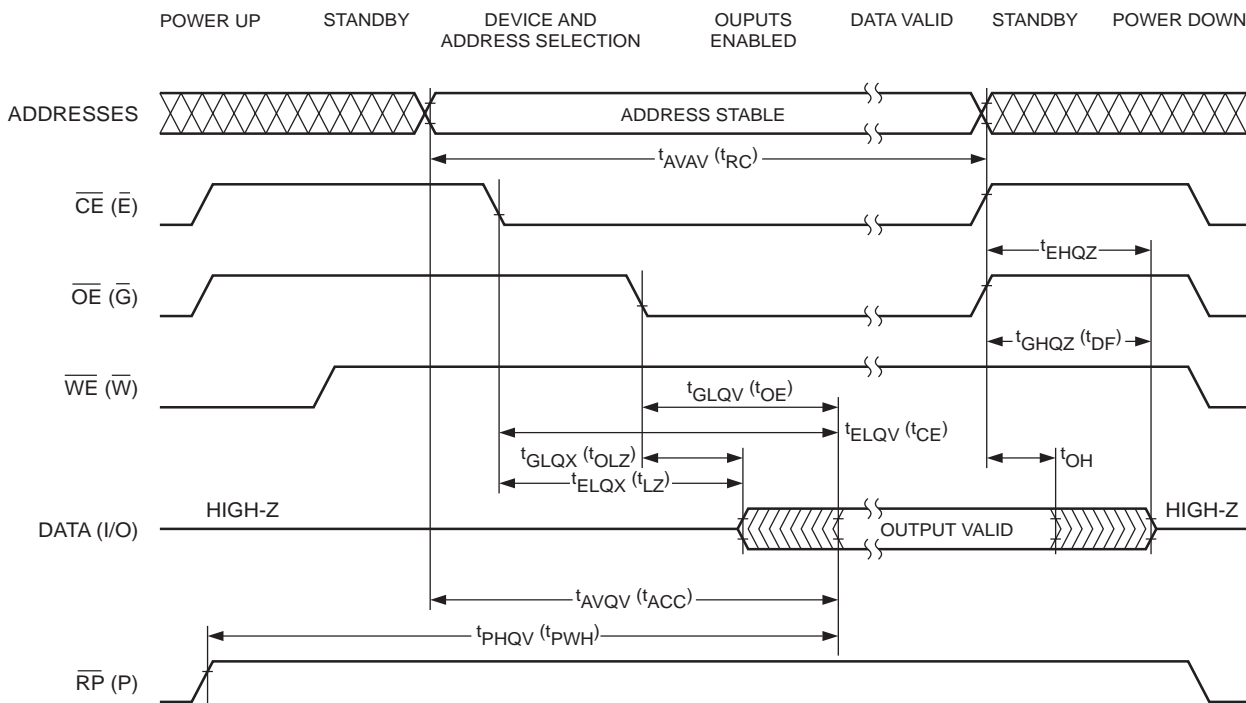 POWER UP STANDBY DEVICE AND ADDRESS SELECTION OUPUTS ENABLED DATA VALID STANDBY POWER DOWN
ADDRESSES ADDRESS STABLE
tAVAV (tRC)
CE (E)
tEHQZ
OE (G)
tGHQZ (tDF)
WE (W)
tGLQV (tOE)
tELQV (tCE)
tGLQX (tOLZ) tOH
tELQX (tLZ)
HIGH-Z HIGH-Z
DATA (I/O) OUTPUT VALID
tAVQV (tACC)
tPHQV (tPWH)
RP (P)